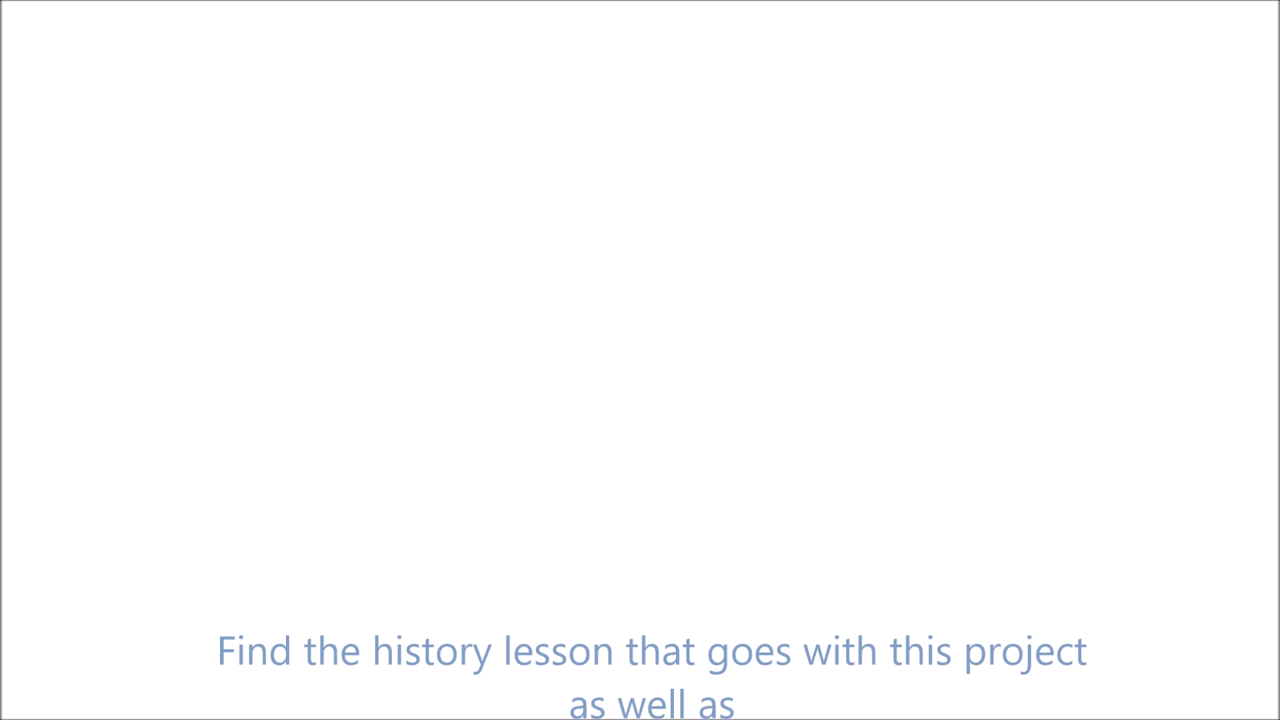 Find the history lesson that goes with this project
as well as